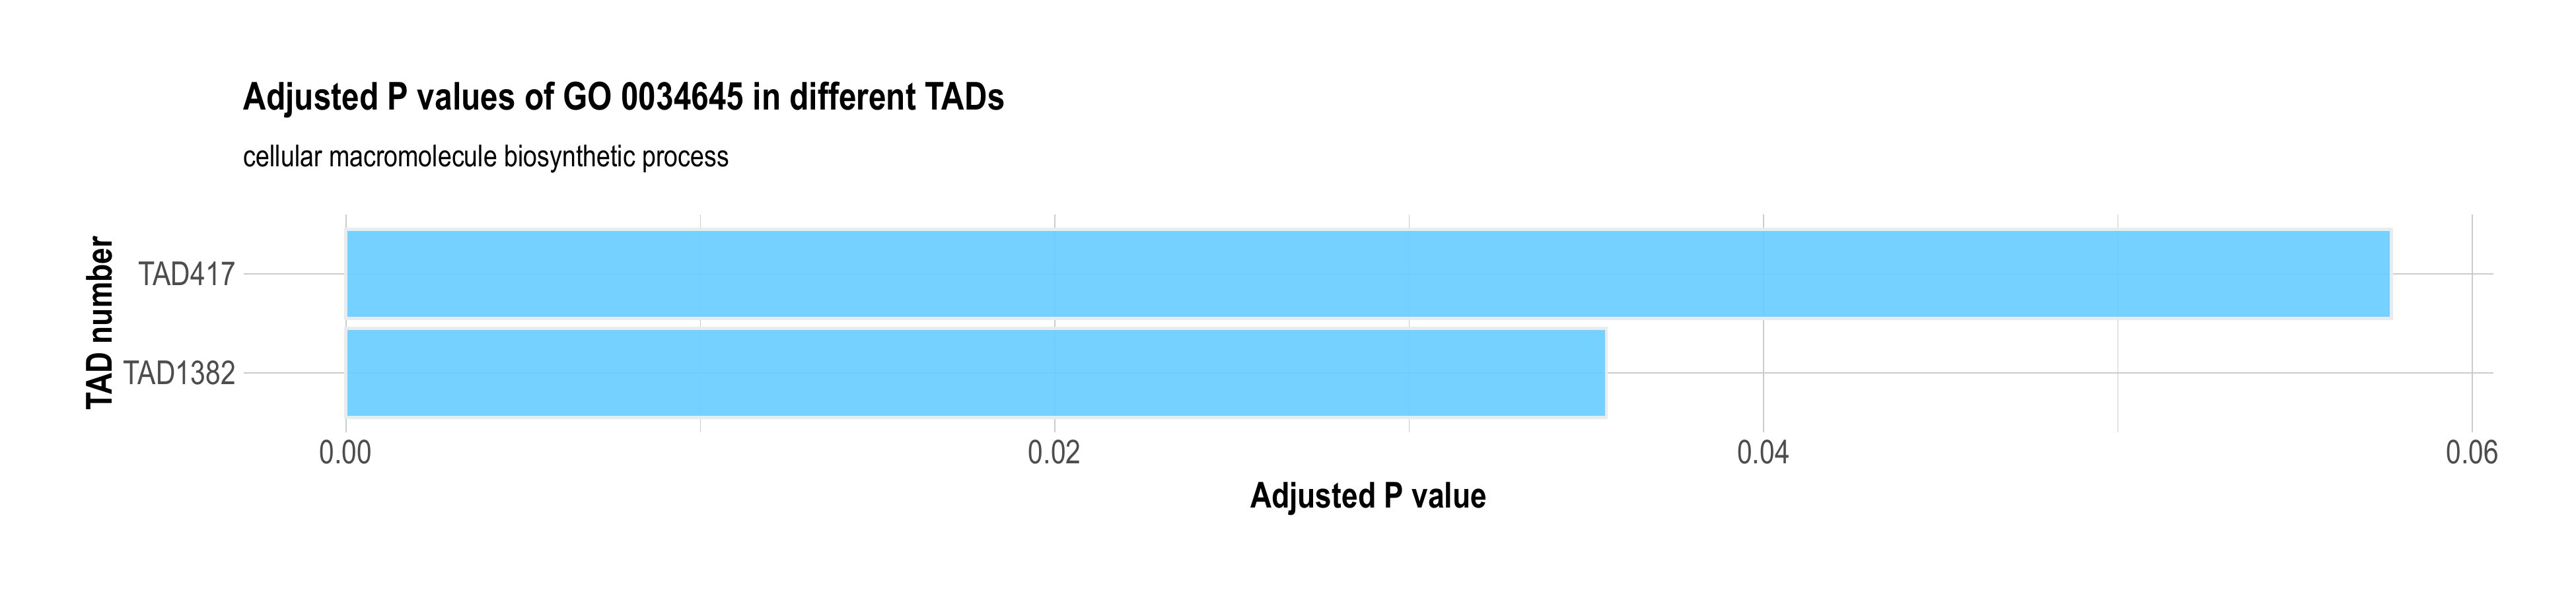 Adjusted P values of GO 0034645 in different TADs
cellular macromolecule biosynthetic process
TAD number
TAD417
TAD1382
0.00 0.02 0.04 0.06
Adjusted P value